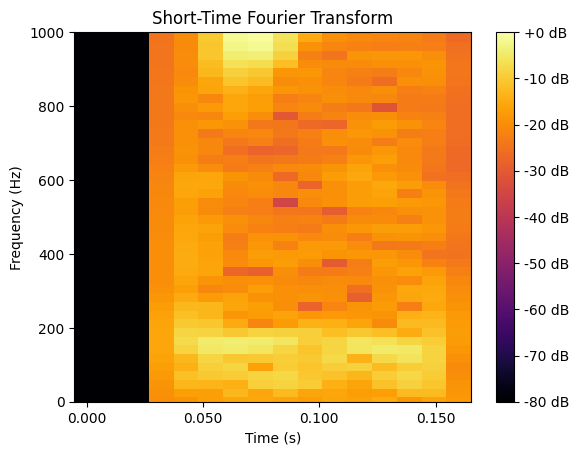 Short-Time Fourier Transform
Frequency (Hz)
1000
800
600
400
200
0
0.000
0.050
0.100
0.150
Time (s)
+0 dB
-10 dB
-20 dB
-30 dB
-40 dB
-50 dB
-60 dB
-70 dB
-80 dB